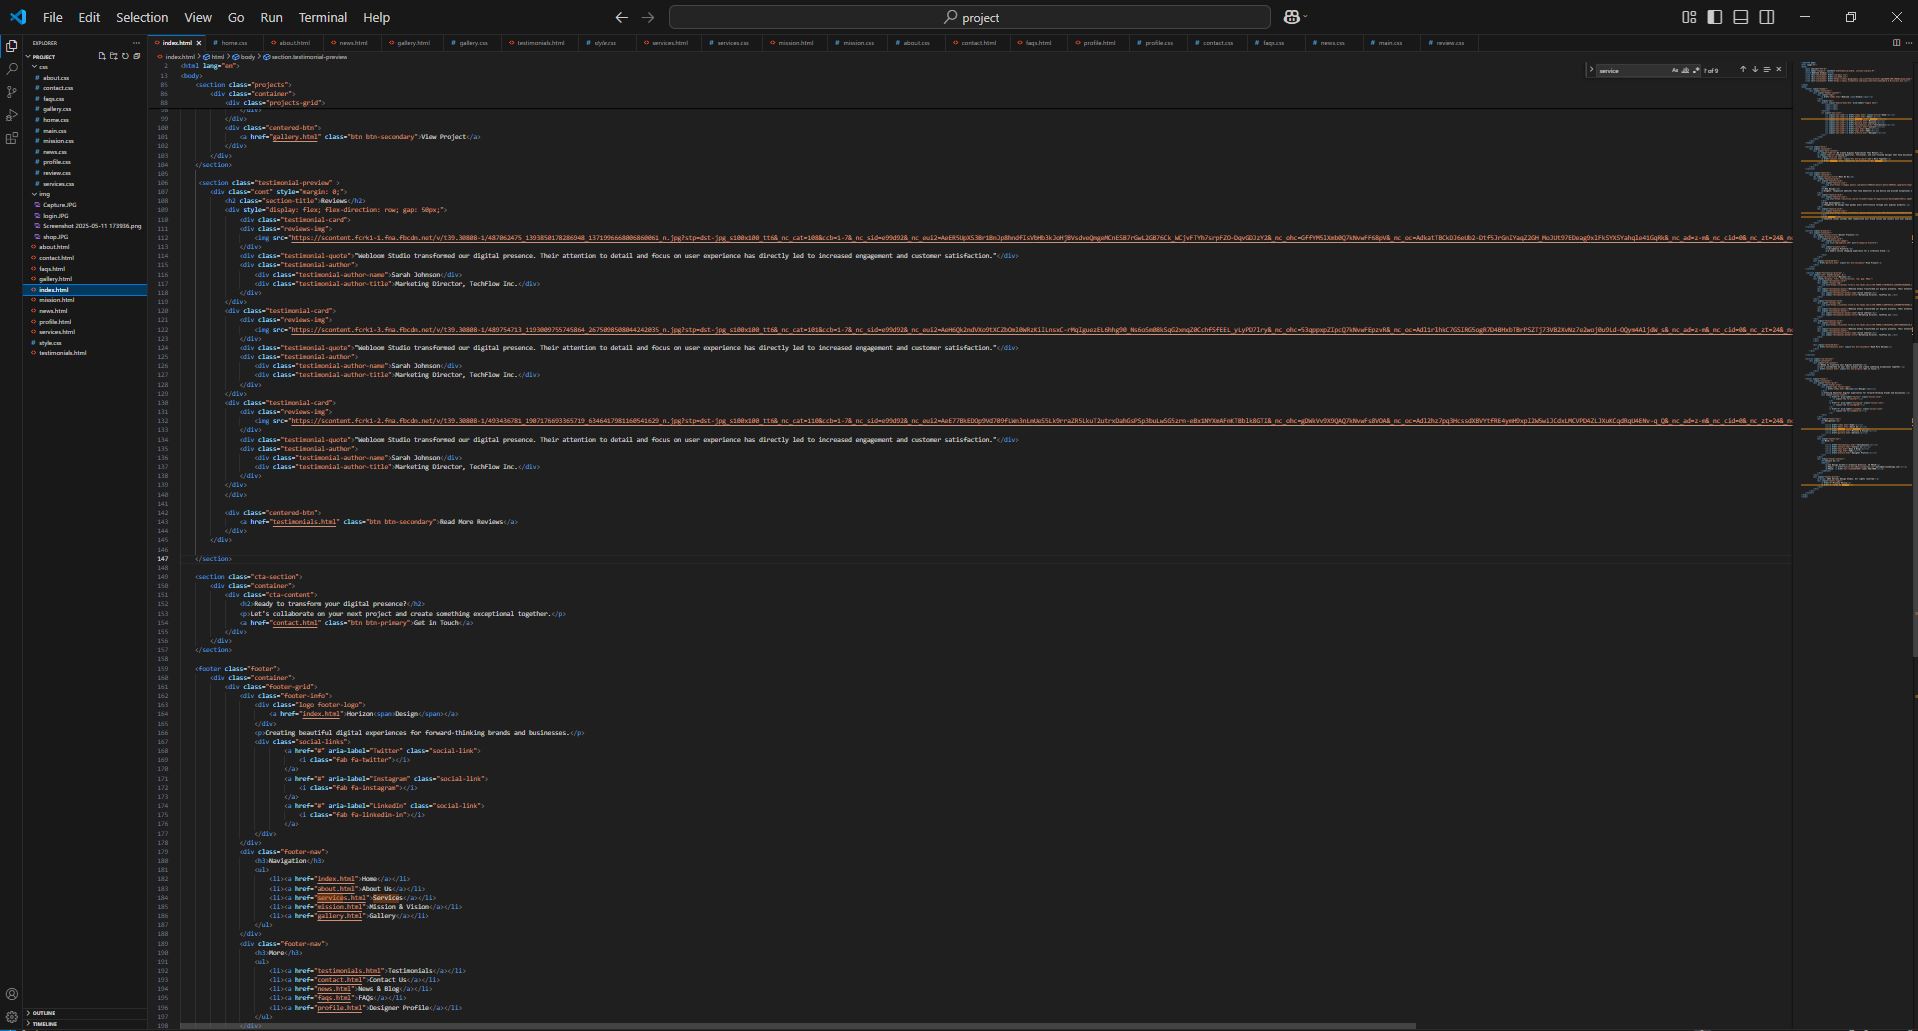 File Edit Selection View Go Run Terminal Help
project
EXPLORER
PROJECT
css
about.css
contact.css
faqs.css
gallery.css
home.css
main.css
mission.css
news.css
profile.css
review.css
services.css
img
Capture.JPG
login.JPG
Screenshot 2025-05-11 173936.png
shop.JPG
about.html
contact.html
faqs.html
gallery.html
index.html
mission.html
news.html
profile.html
services.html
style.css
testimonials.html
OUTLINE
TIMELINE
index.html home.css about.html news.html gallery.html gallery.css testimonials.html style.css services.html services.css mission.html mission.css about.css contact.html faqs.html profile.html profile.css contact.css faqs.css news.css main.css review.css
index.html > html > body > section.testimonial-preview
service
7 of 9
2 <html lang="en">
13 <body>
85 <section class="projects">
86 <div class="container">
88 <div class="projects-grid">
98 </div>
99 </div>
100 <div class="centered-btn">
101 <a href="gallery.html" class="btn btn-secondary">View Project</a>
102 </div>
103 </div>
104 </section>
105
106 <section class="testimonial-preview" >
107 <div class="cont" style="margin: 0;">
108 <h2 class="section-title">Reviews</h2>
109 <div style="display: flex; flex-direction: row; gap: 50px;">
110 <div class="testimonial-card">
111 <div class="reviews-img">
112 <img src="https://scontent.fcrk1-1.fna.fbcdn.net/v/t39.30808-1/
113 </div>
114 <div class="testimonial-quote">"Webloom Studio transformed our digital presence. Their attention to detail and focus on user experience has directly led to increased engagement and customer satisfaction."</div>
115 <div class="testimonial-author">
116 <div class="testimonial-author-name">Sarah Johnson</div>
117 <div class="testimonial-author-title">Marketing Director, TechFlow Inc.</div>
118 </div>
119 </div>
120 <div class="testimonial-card">
121 <div class="reviews-img">
122 <img src="https://scontent.fcrk1-3.fna.fbcdn.net/v/t39.30808-1/
123 </div>
124 <div class="testimonial-quote">"Webloom Studio transformed our digital presence. Their attention to detail and focus on user experience has directly led to increased engagement and customer satisfaction."</div>
125 <div class="testimonial-author">
126 <div class="testimonial-author-name">Sarah Johnson</div>
127 <div class="testimonial-author-title">Marketing Director, TechFlow Inc.</div>
128 </div>
129 </div>
130 <div class="testimonial-card">
131 <div class="reviews-img">
132 <img src="https://scontent.fcrk1-2.fna.fbcdn.net/v/t39.30808-1/
133 </div>
134 <div class="testimonial-quote">"Webloom Studio transformed our digital presence. Their attention to detail and focus on user experience has directly led to increased engagement and customer satisfaction."</div>
135 <div class="testimonial-author">
136 <div class="testimonial-author-name">Sarah Johnson</div>
137 <div class="testimonial-author-title">Marketing Director, TechFlow Inc.</div>
138 </div>
139 </div>
140 </div>
141
142 <div class="centered-btn">
143 <a href="testimonials.html" class="btn btn-secondary">Read More Reviews</a>
144 </div>
145 </div>
146
147 </section>
148
149 <section class="cta-section">
150 <div class="container">
151 <div class="cta-content">
152 <h2>Ready to transform your digital presence?</h2>
153 <p>Let's collaborate on your next project and create something exceptional together.</p>
154 <a href="contact.html" class="btn btn-primary">Get in Touch</a>
155 </div>
156 </div>
157 </section>
158
159 <footer class="footer">
160 <div class="container">
161 <div class="footer-grid">
162 <div class="footer-info">
163 <div class="logo footer-logo">
164 <a href="index.html">Horizon<span>Design</span></a>
165 </div>
166 <p>Creating beautiful digital experiences for forward-thinking brands and businesses.</p>
167 <div class="social-links">
168 <a href="#" aria-label="Twitter" class="social-link">
169 <i class="fab fa-twitter"></i>
170 </a>
171 <a href="#" aria-label="Instagram" class="social-link">
172 <i class="fab fa-instagram"></i>
173 </a>
174 <a href="#" aria-label="LinkedIn" class="social-link">
175 <i class="fab fa-linkedin-in"></i>
176 </a>
177 </div>
178 </div>
179 <div class="footer-nav">
180 <h3>Navigation</h3>
181 <ul>
182 <li><a href="index.html">Home</a></li>
183 <li><a href="about.html">About Us</a></li>
184 <li><a href="services.html">Services</a></li>
185 <li><a href="mission.html">Mission & Vision</a></li>
186 <li><a href="gallery.html">Gallery</a></li>
187 </ul>
188 </div>
189 <div class="footer-nav">
190 <h3>More</h3>
191 <ul>
192 <li><a href="testimonials.html">Testimonials</a></li>
193 <li><a href="contact.html">Contact Us</a></li>
194 <li><a href="news.html">News & Blog</a></li>
195 <li><a href="faqs.html">FAQs</a></li>
196 <li><a href="profile.html">Designer Profile</a></li>
197 </ul>
198 </div>